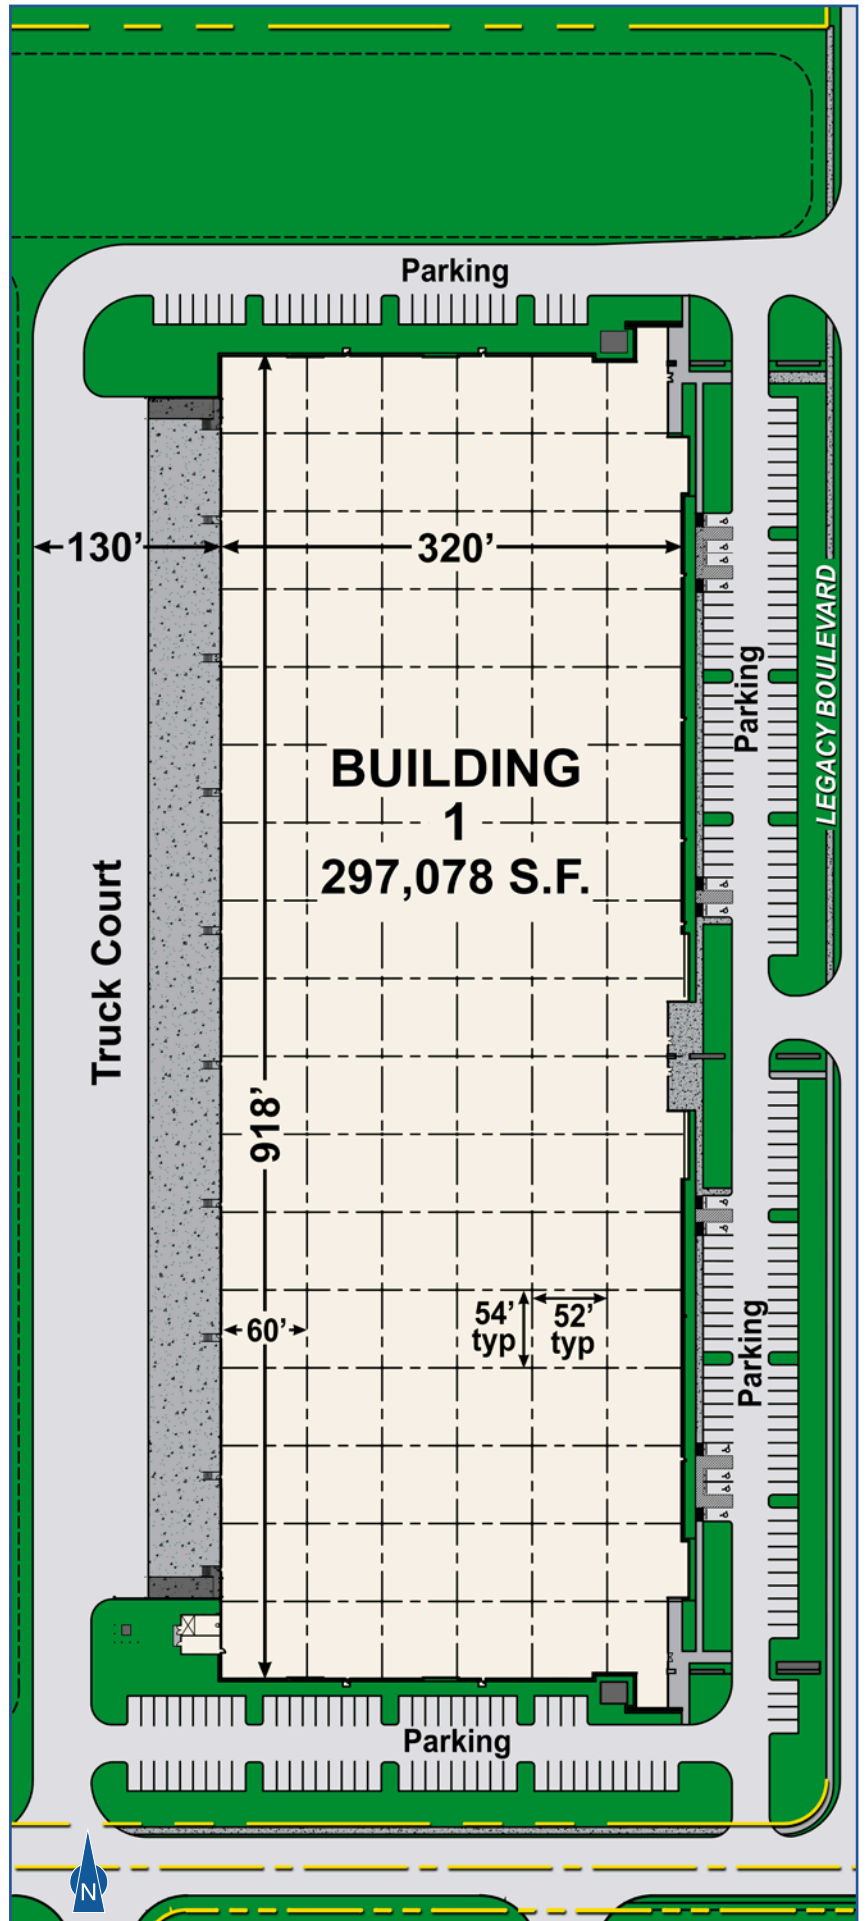 Parking
130’
320’
LEGACY BOULEVARD
Parking
BUILDING
1
297,078 S.F.
Truck Court
918’
60’
54’
typ
52’
typ
Parking
Parking
N